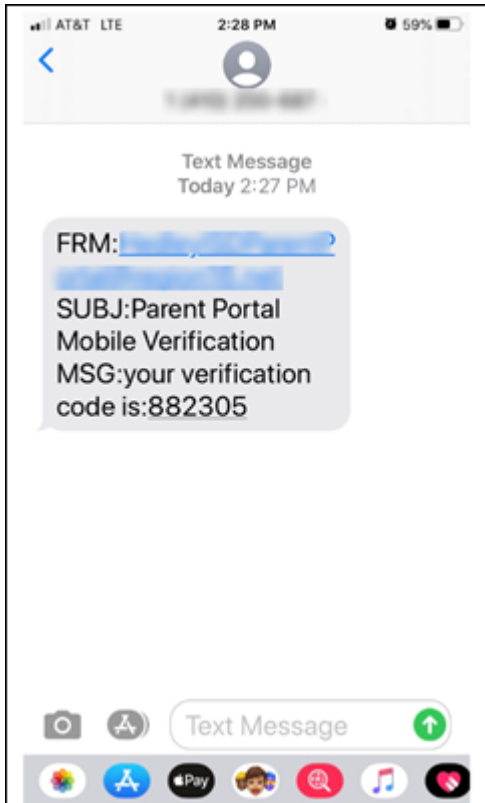 AT&T LTE
2:28 PM
59%
Text Message
Today 2:27 PM
FRM:
SUBJ:Parent Portal
Mobile Verification
MSG:your verification
code is:882305
Text Message
Pay